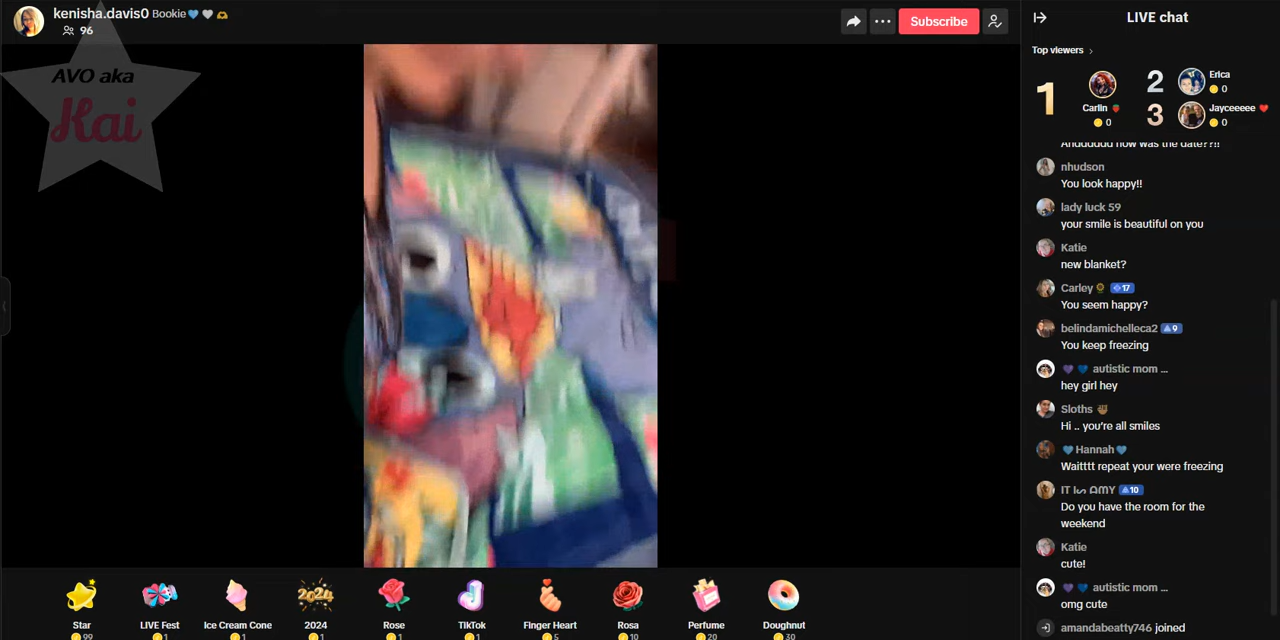 kenisha.davis0 Bookie
96
Subscribe
AVO aka
Kai
LIVE chat
Top viewers
1
Carlin
0
2
Erica
0
3
Jayceeeee
0
how was the date??!!
nhudson
You look happy!!
lady luck 59
your smile is beautiful on you
Katie
new blanket?
Carley 17
You seem happy?
belindamichelleca2 9
You keep freezing
autistic mom ...
hey girl hey
Sloths
Hi .. you're all smiles
Hannah
Waitttt repeat your were freezing
10
Do you have the room for the
weekend
Katie
cute!
autistic mom ...
omg cute
amandabeatty746 joined
2024
Star
99
LIVE Fest
1
Ice Cream Cone
1
2024
1
Rose
1
TikTok
1
Finger Heart
5
Rosa
10
Perfume
20
Doughnut
30